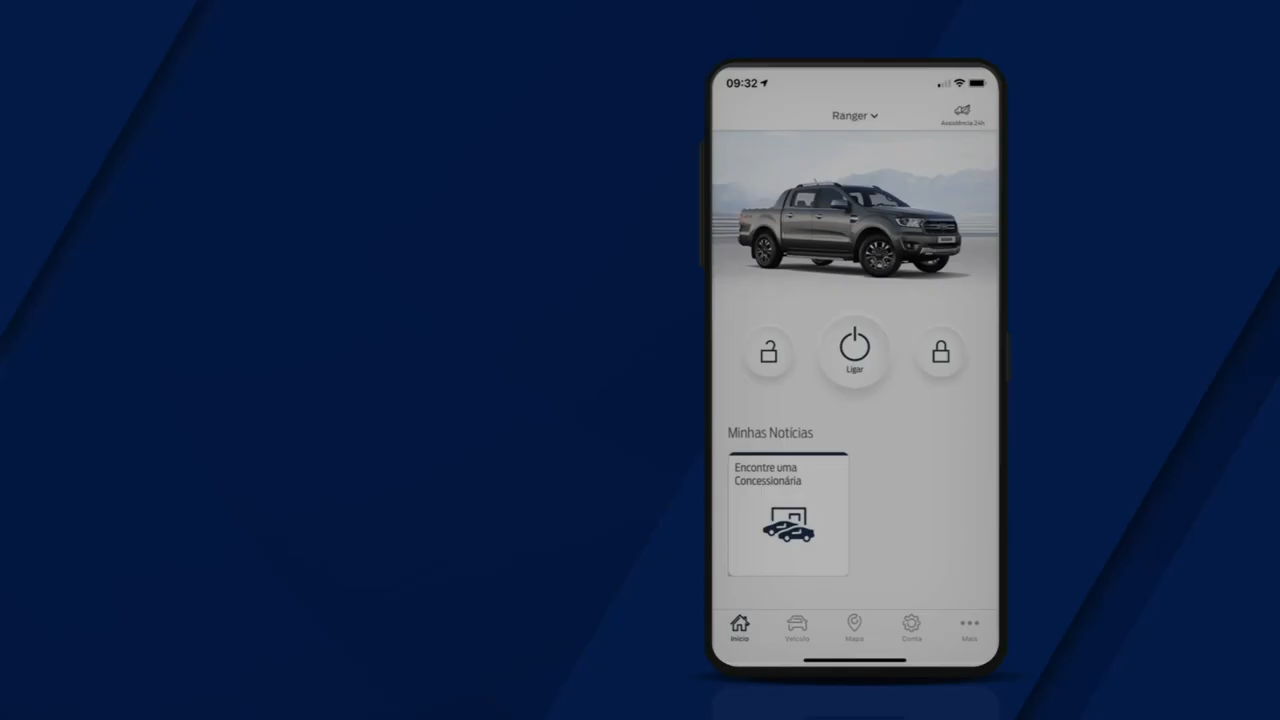 09:32
Ranger
Assistência 24h
Ligar
Minhas Notícias
Encontre uma
Concessionária
Início
Veículo
Mapa
Conta
Mais